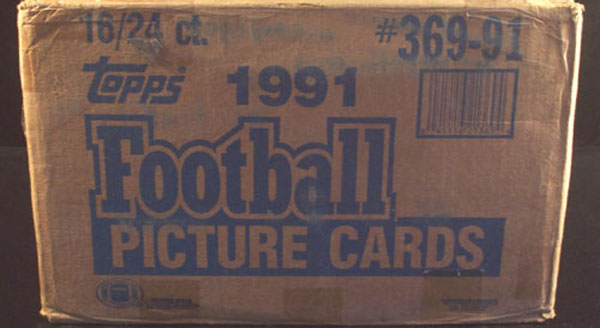 16/24 ct. #369-91
Topps 1991
Football
PICTURE CARDS